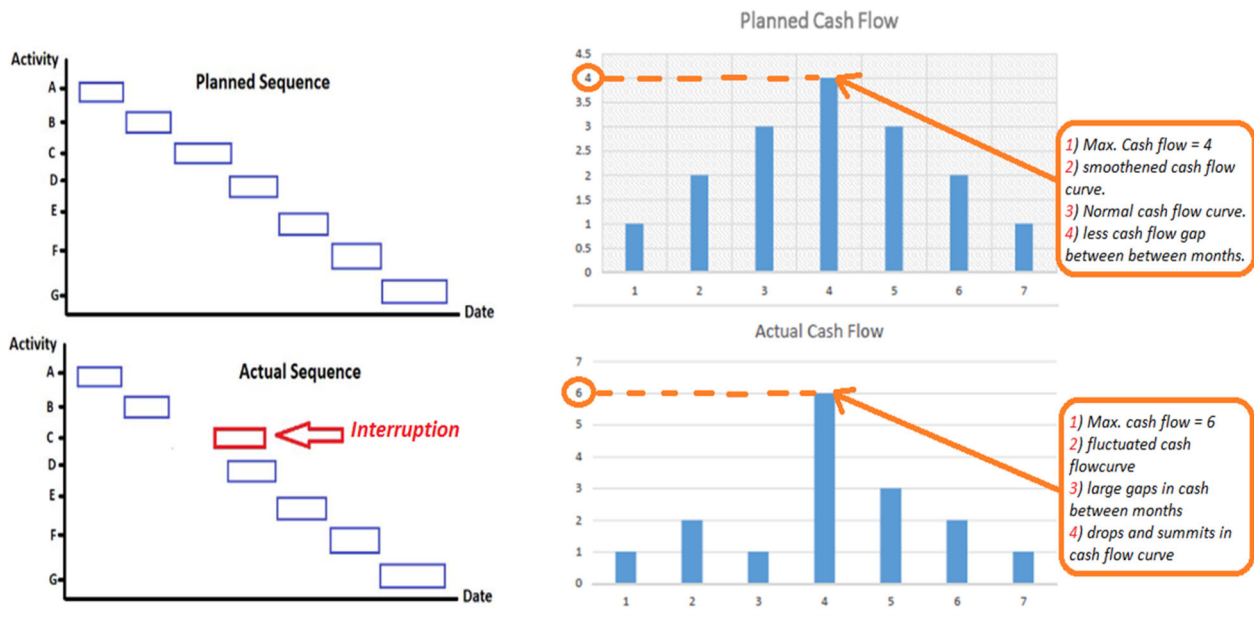 Planned Cash Flow
Activity
Planned Sequence
A
B
C
D
E
F
G
Date
4.5
4
3.5
3
2.5
2
1.5
1
0.5
0
1 2 3 4 5 6 7
1) Max. Cash flow = 4
2) smoothened cash flow
curve.
3) Normal cash flow curve.
4) less cash flow gap
between between months.
Activity
Actual Sequence
A
B
C
Interruption
D
E
F
G
Date
Actual Cash Flow
7
6
5
4
3
2
1
0
1 2 3 4 5 6 7
1) Max. cash flow = 6
2) fluctuated cash
flowcurve
3) large gaps in cash
between months
4) drops and summits in
cash flow curve